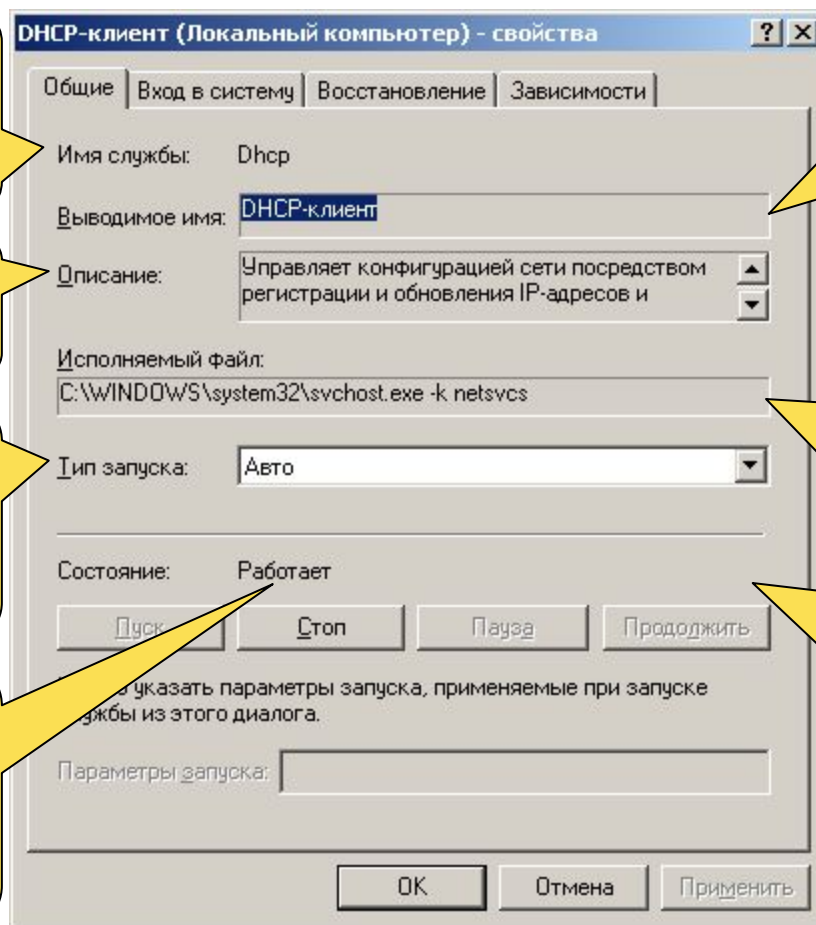 DHCP-клиент (Локальный компьютер) - свойства
Общие Вход в систему Восстановление Зависимости
Имя службы: Dhcp
Выводимое имя: DHCP-клиент
Описание: Управляет конфигурацией сети посредством
регистрации и обновления IP-адресов и
Исполняемый файл:
C:\WINDOWS\system32\svchost.exe -k netsvcs
Тип запуска: Авто
Состояние: Работает
Пуск Стоп Пауза Продолжить
указать параметры запуска, применяемые при запуске
службы из этого диалога.
Параметры запуска:
OK Отмена Применить